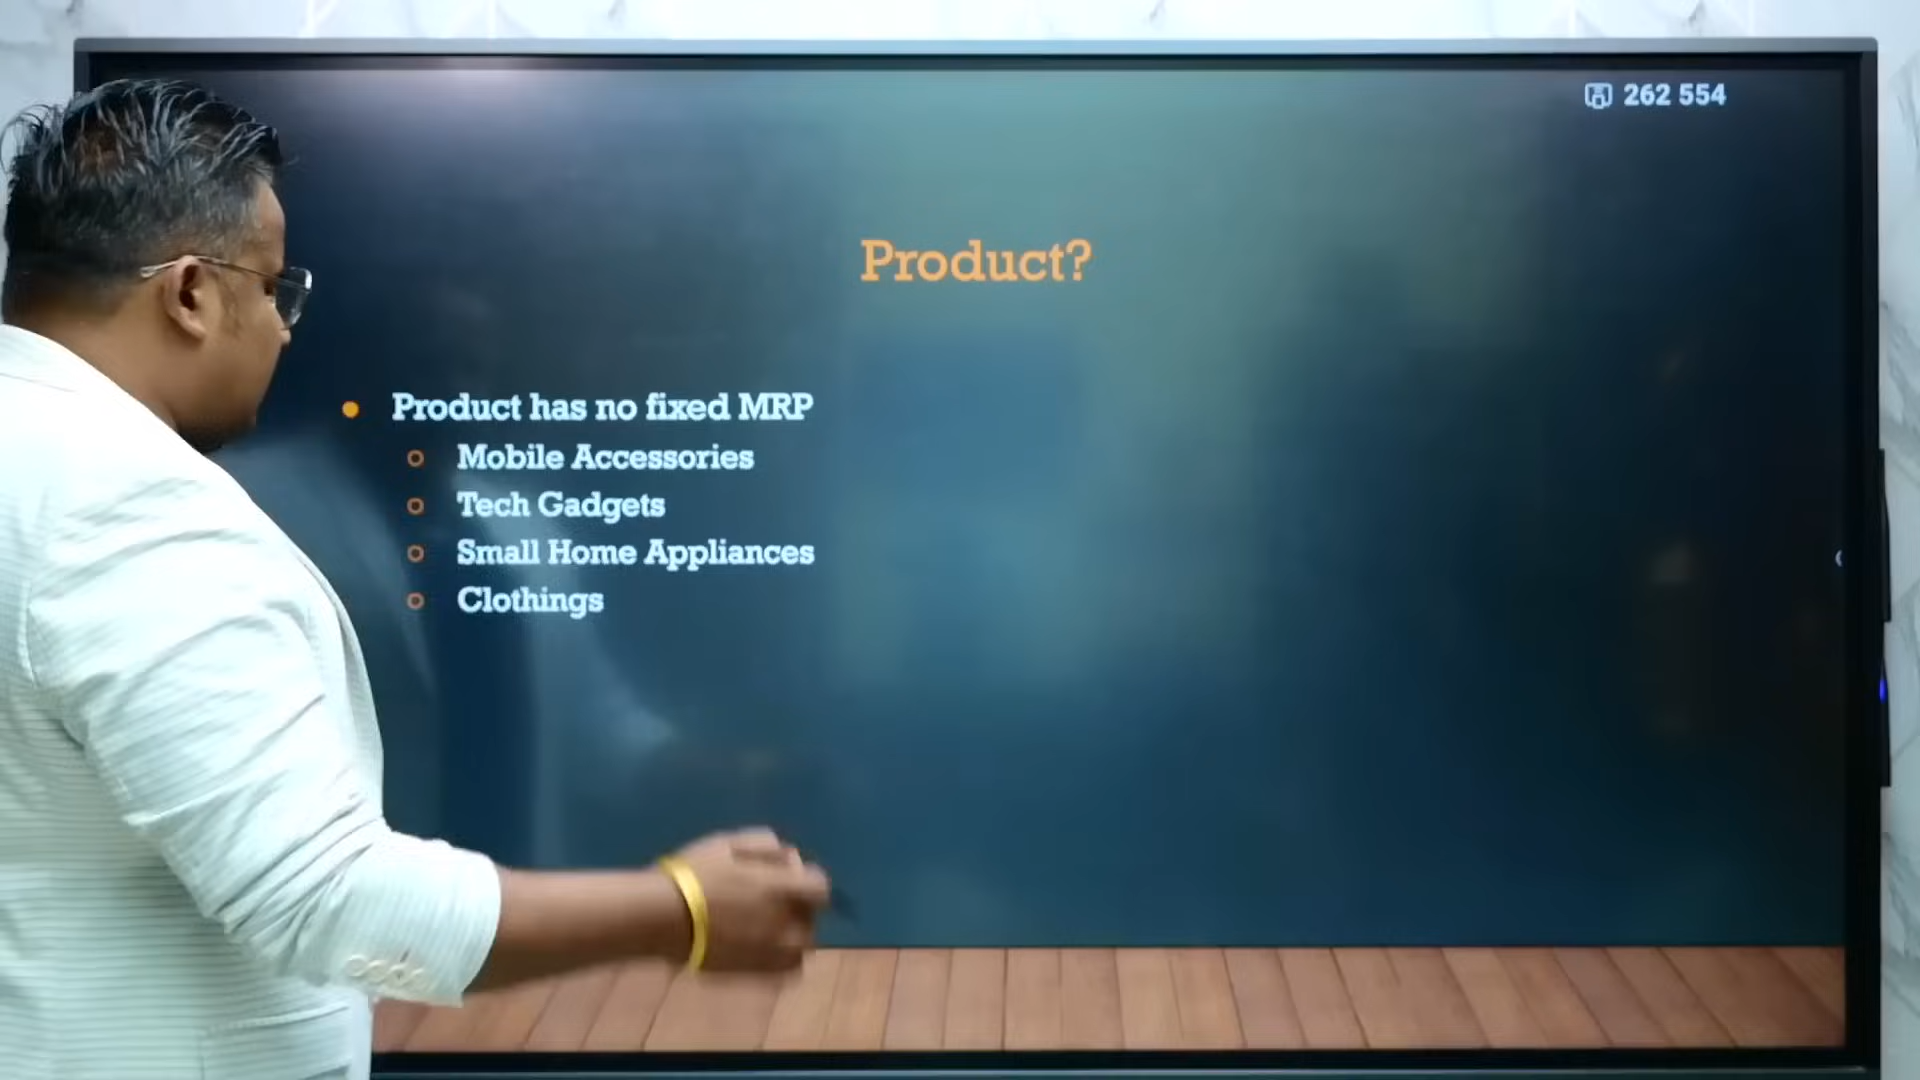 262 554
Product?
Product has no fixed MRP
Mobile Accessories
Tech Gadgets
Small Home Appliances
Clothings